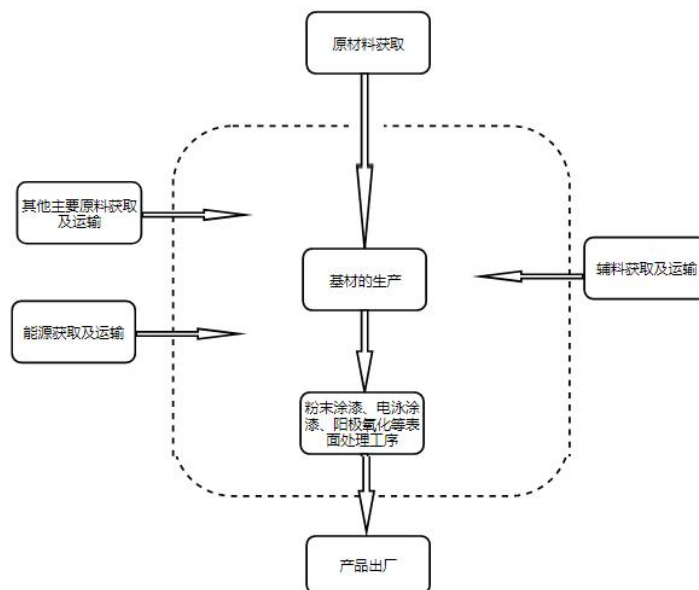 原材料获取
其他主要原料获取
及运输
基材的生产
辅料获取及运输
能源获取及运输
粉末涂漆、电泳涂
漆、阳极氧化等表
面处理工序
产品出厂